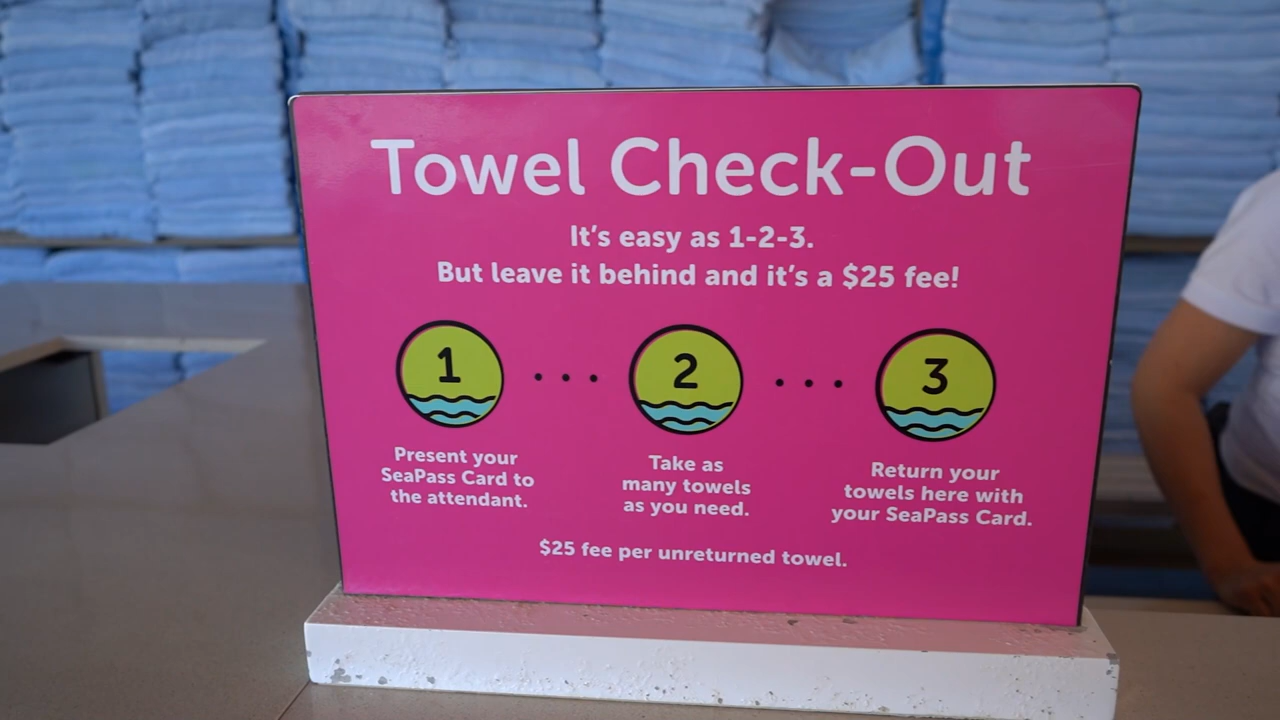 Towel Check-Out
It's easy as 1-2-3.
But leave it behind and it's a $25 fee!
1 . . . 2 . . . 3
Present your
SeaPass Card to
the attendant.
Take as
many towels
as you need.
Return your
towels here with
your SeaPass Card.
$25 fee per unreturned towel.